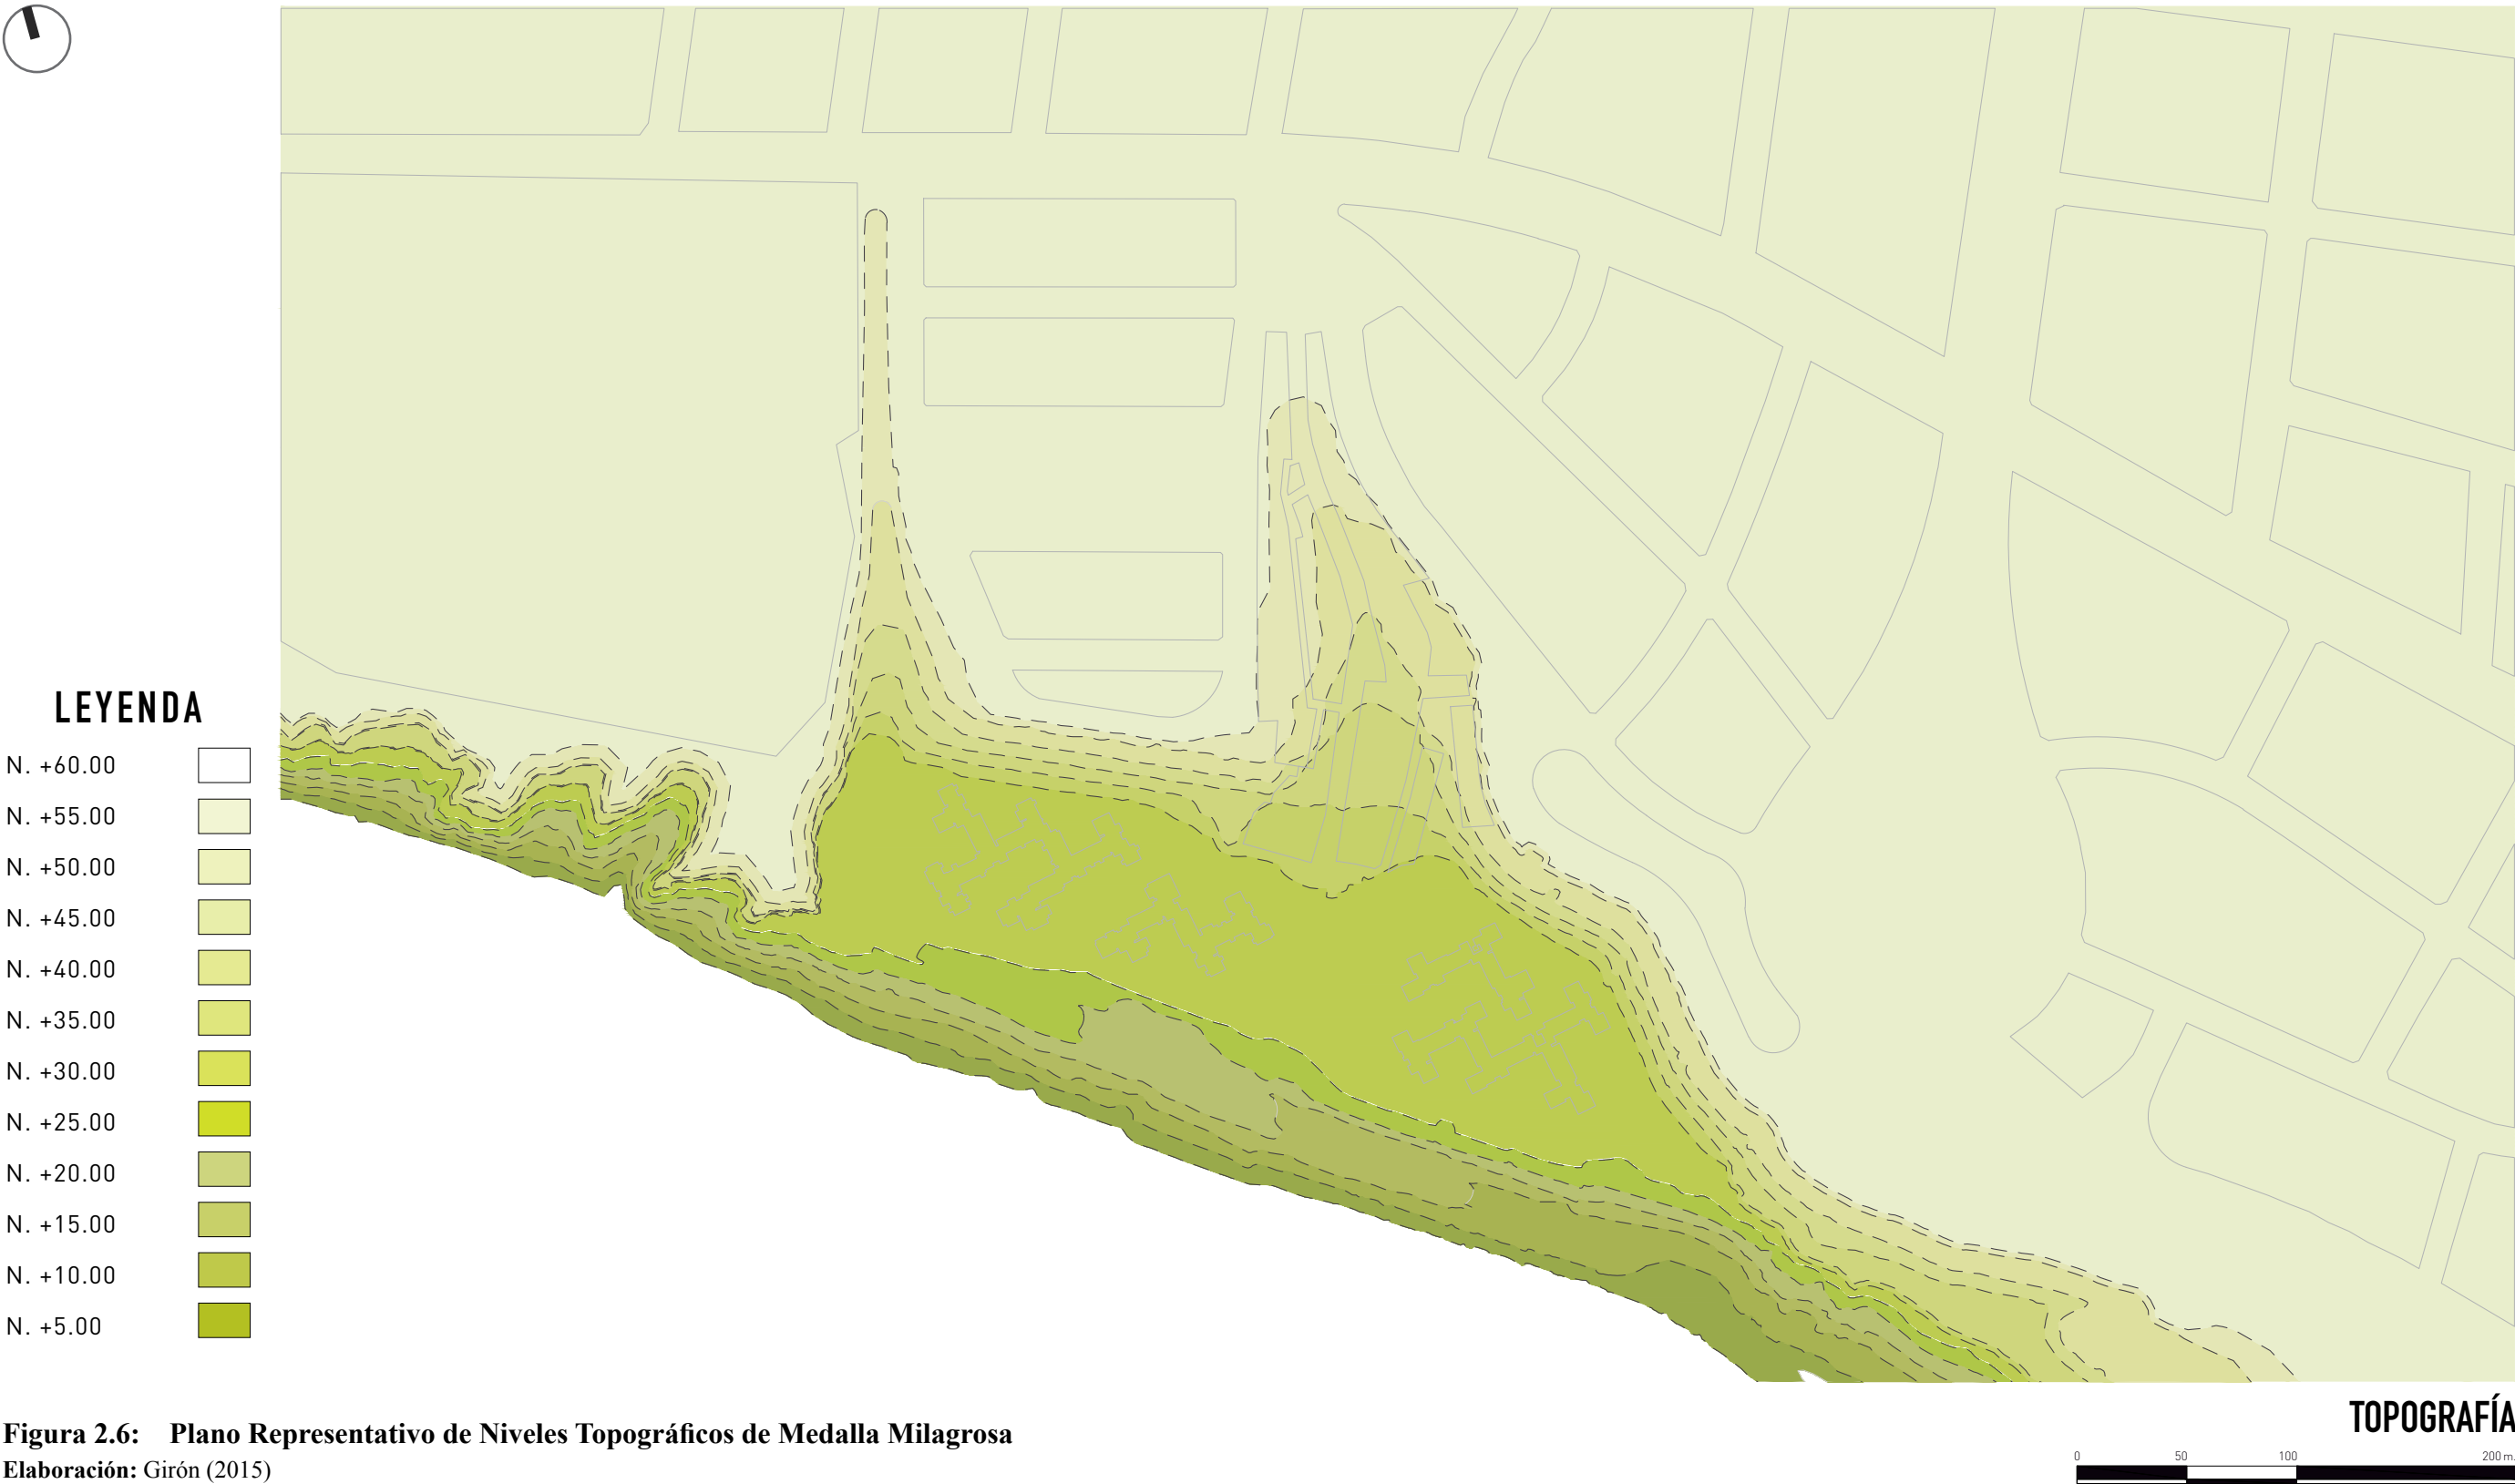 LEYENDA
N. +60.00
N. +55.00
N. +50.00
N. +45.00
N. +40.00
N. +35.00
N. +30.00
N. +25.00
N. +20.00
N. +15.00
N. +10.00
N. +5.00
TOPOGRAFÍA
0 50 100 200 m.
Figura 2.6: Plano Representativo de Niveles Topográficos de Medalla Milagrosa
Elaboración: Girón (2015)